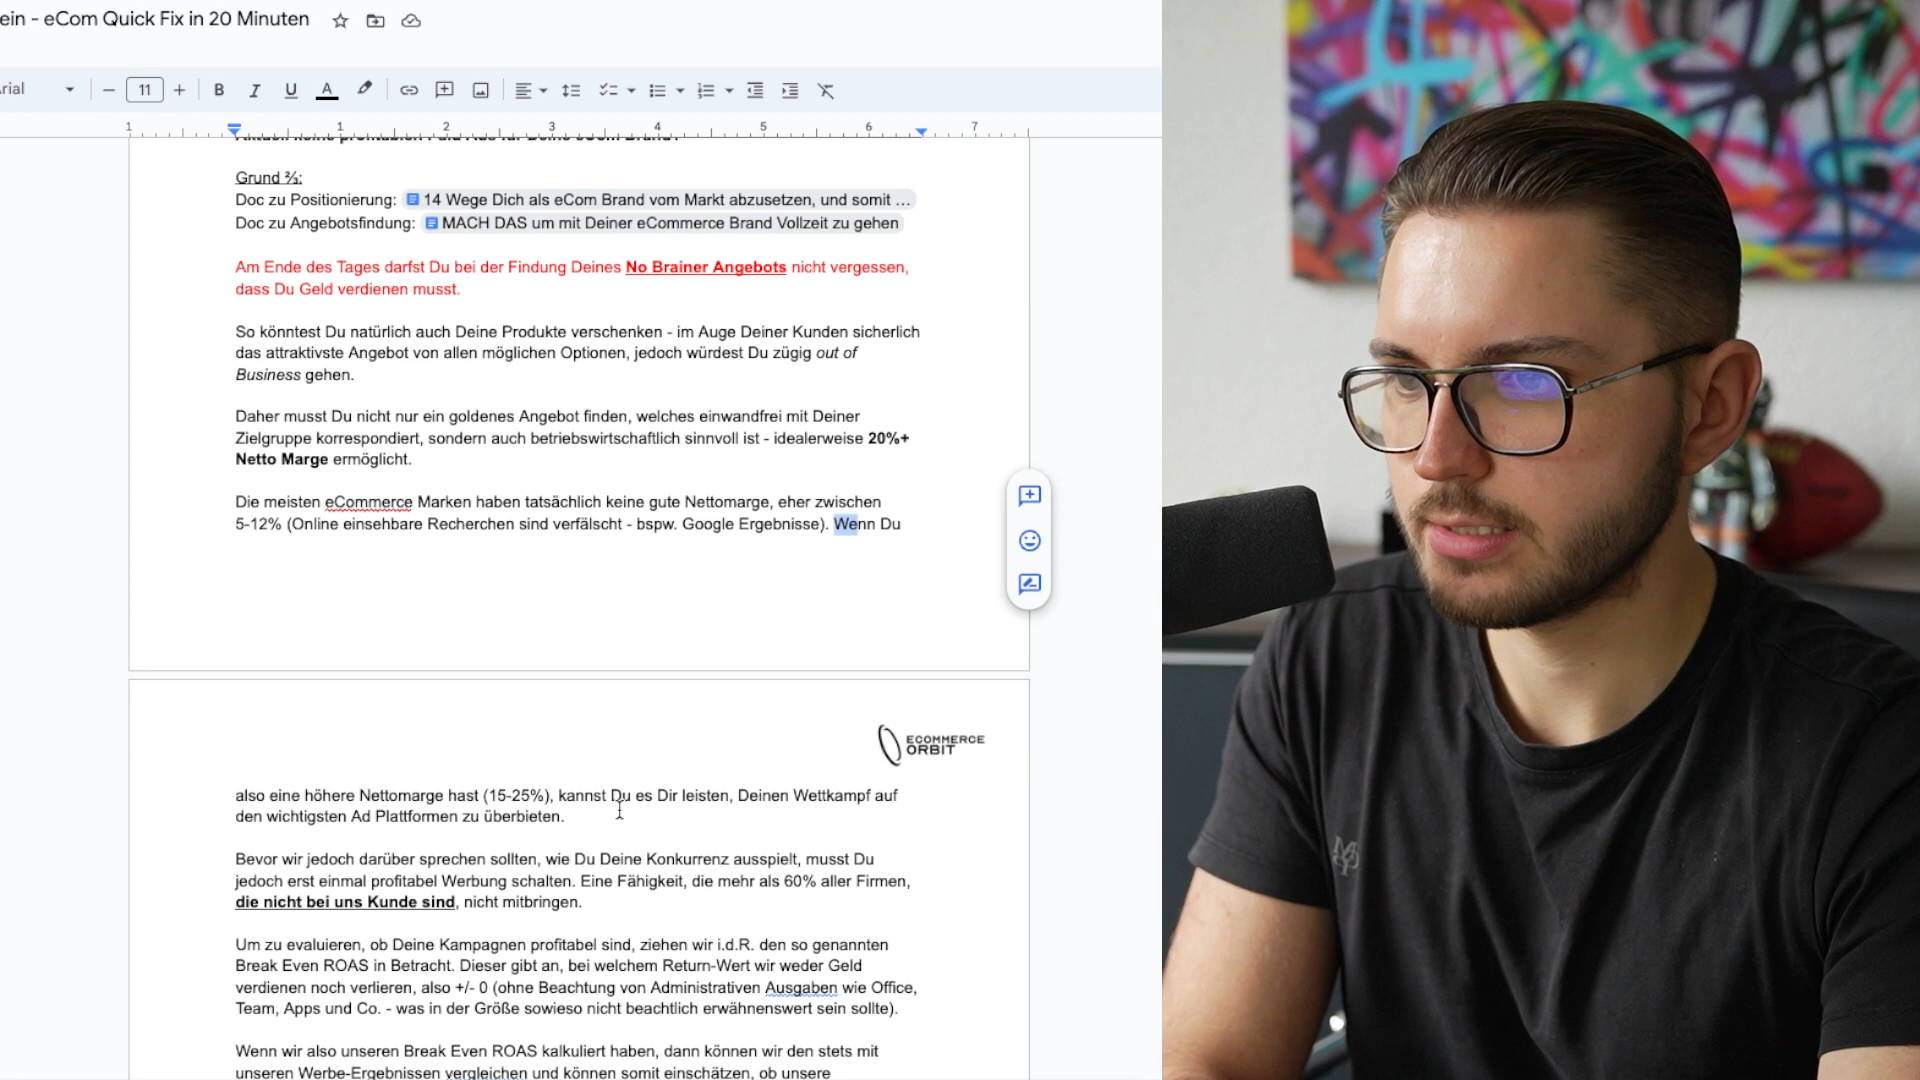 ein - eCom Quick Fix in 20 Minuten
11
1 1 2 3 4 5 6 7
Grund ⅔:
Doc zu Positionierung: 14 Wege Dich als eCom Brand vom Markt abzusetzen, und somit ...
Doc zu Angebotsfindung: MACH DAS um mit Deiner eCommerce Brand Vollzeit zu gehen
Am Ende des Tages darfst Du bei der Findung Deines No Brainer Angebots nicht vergessen,
dass Du Geld verdienen musst.
So könntest Du natürlich auch Deine Produkte verschenken - im Auge Deiner Kunden sicherlich
das attraktivste Angebot von allen möglichen Optionen, jedoch würdest Du zügig out of
Business gehen.
Daher musst Du nicht nur ein goldenes Angebot finden, welches einwandfrei mit Deiner
Zielgruppe korrespondiert, sondern auch betriebswirtschaftlich sinnvoll ist - idealerweise 20%+
Netto Marge ermöglicht.
Die meisten eCommerce Marken haben tatsächlich keine gute Nettomarge, eher zwischen
5-12% (Online einsehbare Recherchen sind verfälscht - bspw. Google Ergebnisse). Wenn Du
ECOMMERCE
ORBIT
also eine höhere Nettomarge hast (15-25%), kannst Du es Dir leisten, Deinen Wettkampf auf
den wichtigsten Ad Plattformen zu überbieten.
Bevor wir jedoch darüber sprechen sollten, wie Du Deine Konkurrenz ausspielt, musst Du
jedoch erst einmal profitabel Werbung schalten. Eine Fähigkeit, die mehr als 60% aller Firmen,
die nicht bei uns Kunde sind, nicht mitbringen.
Um zu evaluieren, ob Deine Kampagnen profitabel sind, ziehen wir i.d.R. den so genannten
Break Even ROAS in Betracht. Dieser gibt an, bei welchem Return-Wert wir weder Geld
verdienen noch verlieren, also +/- 0 (ohne Beachtung von Administrativen Ausgaben wie Office,
Team, Apps und Co. - was in der Größe sowieso nicht beachtlich erwähnenswert sein sollte).
Wenn wir also unseren Break Even ROAS kalkuliert haben, dann können wir den stets mit
unseren Werbe-Ergebnissen vergleichen und können somit einschätzen, ob unsere